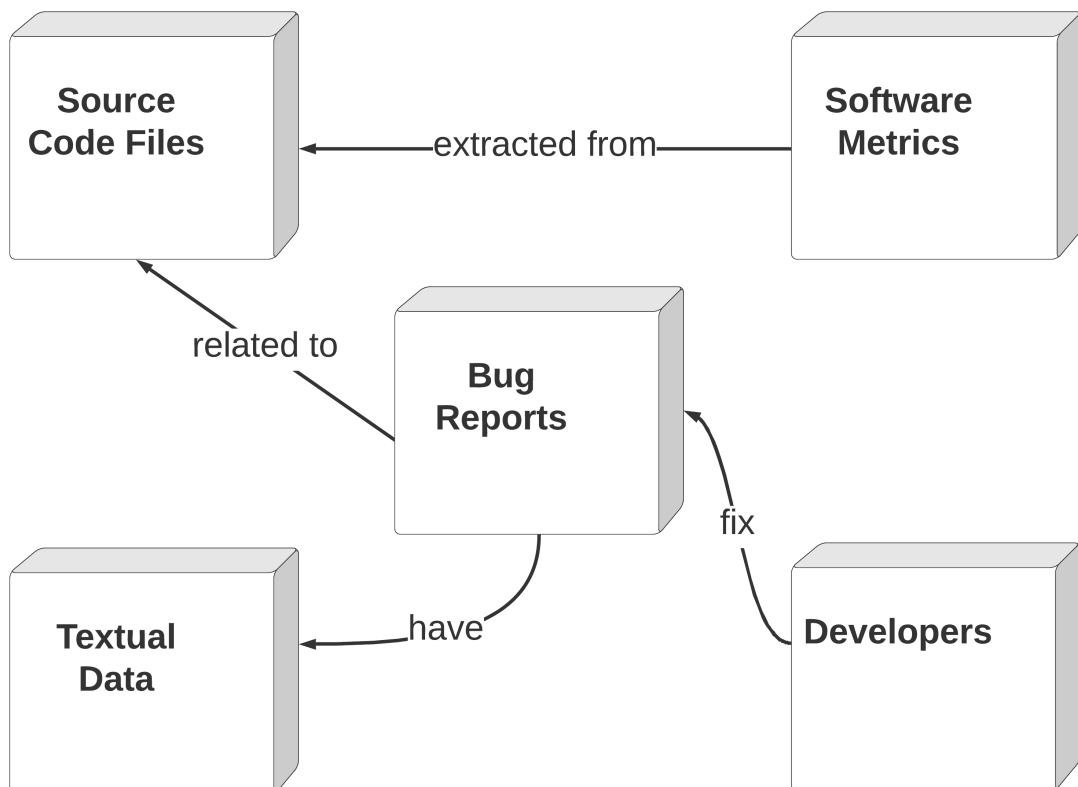 Source
Code Files
Software
Metrics
extracted from
related to
Bug
Reports
fix
have
Textual
Data
Developers